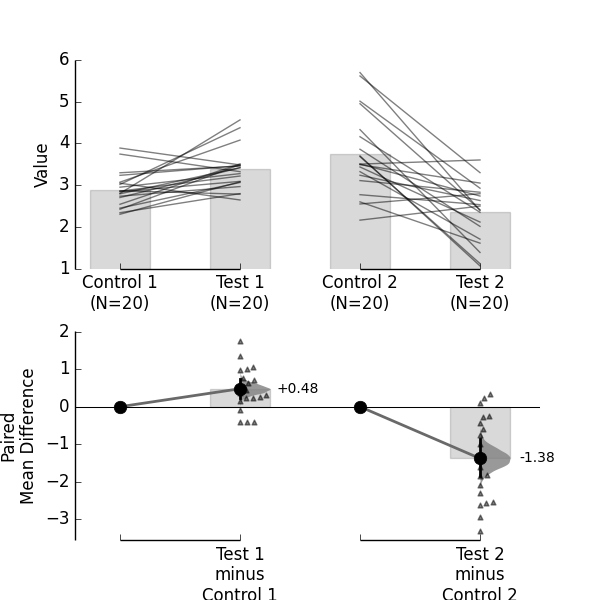 6
5
4
3
2
1
Value
Control 1
(N=20)
Test 1
(N=20)
Control 2
(N=20)
Test 2
(N=20)
2
1
0
−1
−2
−3
Paired
Mean Difference
+0.48
-1.38
Test 1
minus
Control 1
Test 2
minus
Control 2